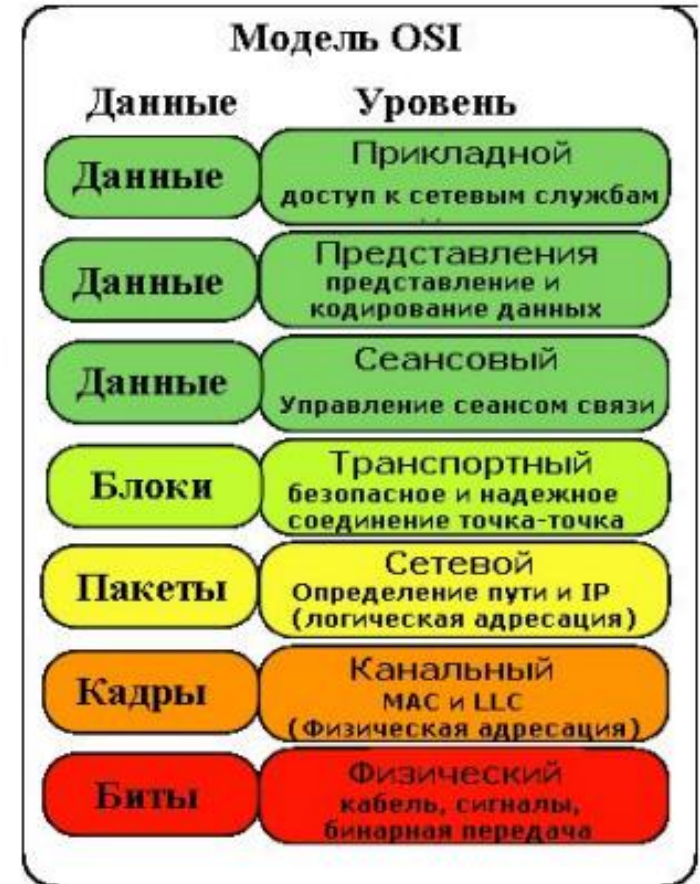 Модель OSI
Данные Уровень
Данные
Прикладной
доступ к сетевым службам
Данные
Представления
представление и
кодирование данных
Данные
Сеансовый
Управление сеансом связи
Блоки
Транспортный
безопасное и надежное
соединение точка-точка
Пакеты
Сетевой
Определение пути и IP
(логическая адресация)
Кадры
Канальный
MAC и LLC
(Физическая адресация)
Биты
Физический
кабель, сигналы,
бинарная передача